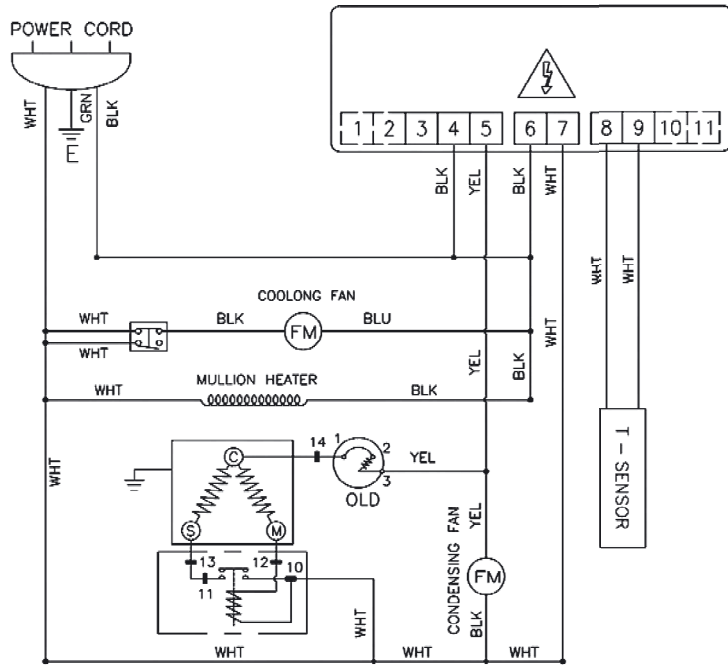 POWER CORD
WHT
GRN
BLK
E
1 2 3 4 5 6 7 8 9 10 11
BLK
YEL
BLK
WHT
WHT
WHT
COOLONG FAN
WHT
BLK
FM
BLU
WHT
YEL
BLK
WHT
MULLION HEATER
WHT
BLK
T - SENSOR
WHT
C
14
1
2
3
YEL
OLD
S
M
YEL
CONDENSING FAN
FM
BLK
13
12
10
11
WHT
WHT
WHT
WHT